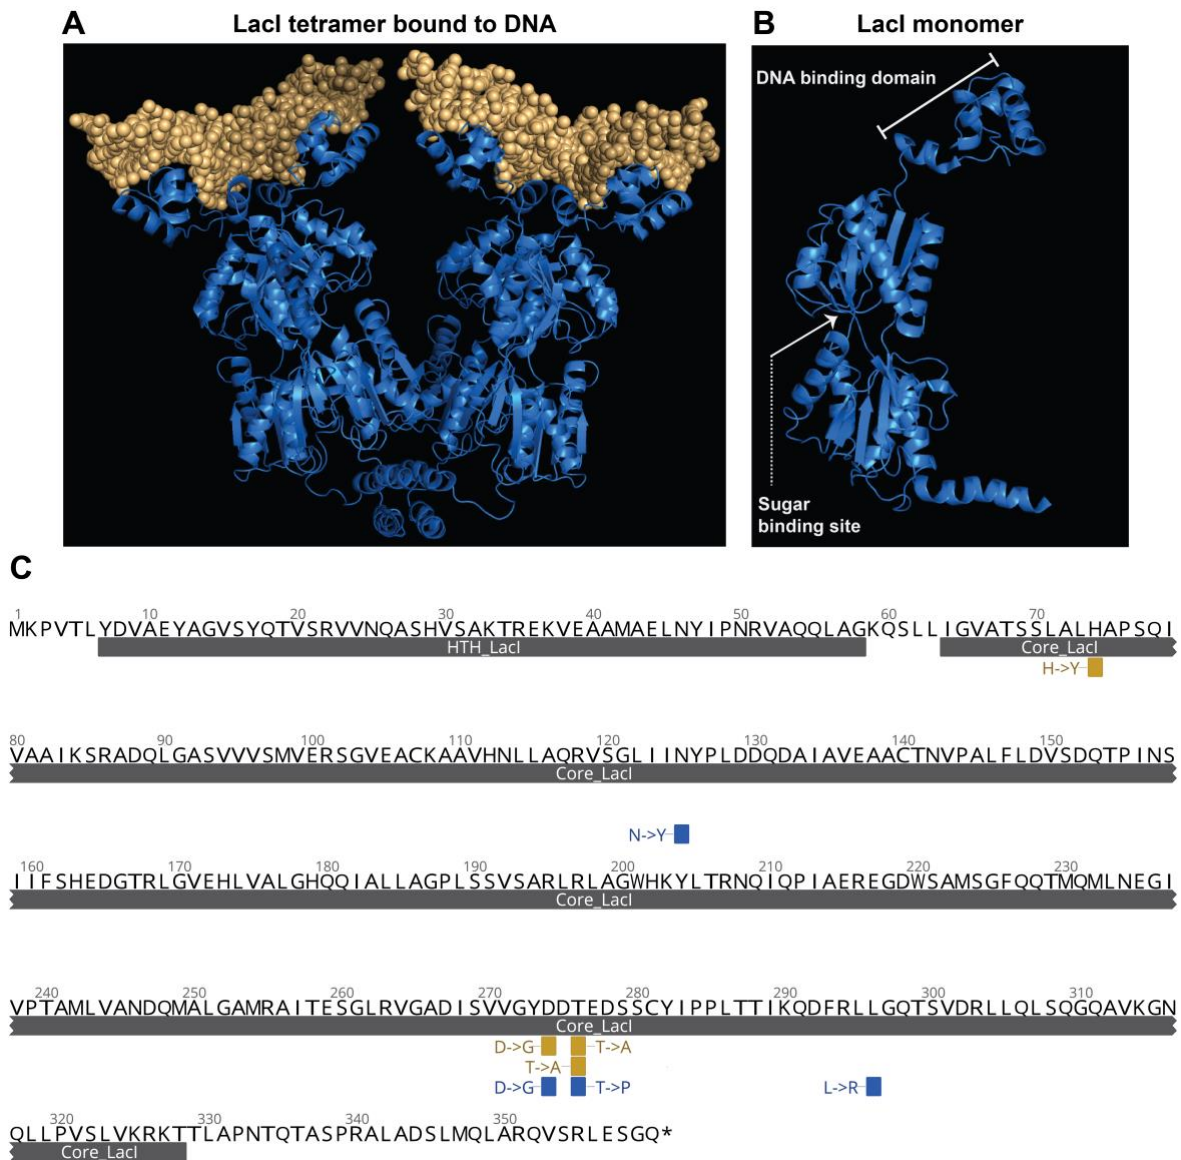 A LacI tetramer bound to DNA
B LacI monomer
DNA binding domain
Sugar
binding site
C
1 10 20 30 40 50 60 70
MKPVTLYDVAEYAGVSYQTVSRVVNQASHVSAKTREKVEAAMAELNYIPNRVAQQLAGKQSLLIGVATSSLALHAPSQI
HTH_LacI Core_LacI
H->Y
80 90 100 110 120 130 140 150
VAAIKSRADQLGASVVVSMVERSGVEACKAAVHNLLAQRVSGLIINYPLDDQDAIAVEAACTNVPALFLDVSDQTPINS
Core_LacI
N->Y
160 170 180 190 200 210 220 230
IIFSHEDGTRLGVEHLVALGHQQIALLAGPLSSVSARLRLAGWHKYLTRNQIQPIAEREGDWSAMSGFQQTMQMLNEGI
Core_LacI
240 250 260 270 280 290 300 310
VPTAMLVANDQMALGAMRAITESGLRVGADISVVGYDDTEDSSCYIPPLTTIKQDFRLLGQTSVDRLLQLSQGQAVKGN
Core_LacI
D->G T->A
T->A
D->G T->P L->R
320 330 340 350
QLLPVSLVKRKTTLAPNTQTASPRALADSLMQLARQVSRLESGQ*
Core_LacI